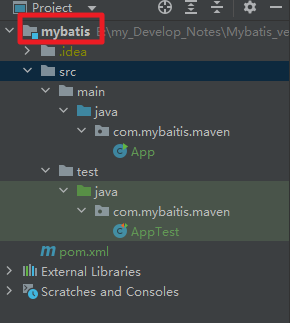 Project
mybatis E:\my_Develop_Notes\Mybatis_ve
.idea
src
main
java
com.mybaitis.maven
App
test
java
com.mybaitis.maven
AppTest
pom.xml
External Libraries
Scratches and Consoles